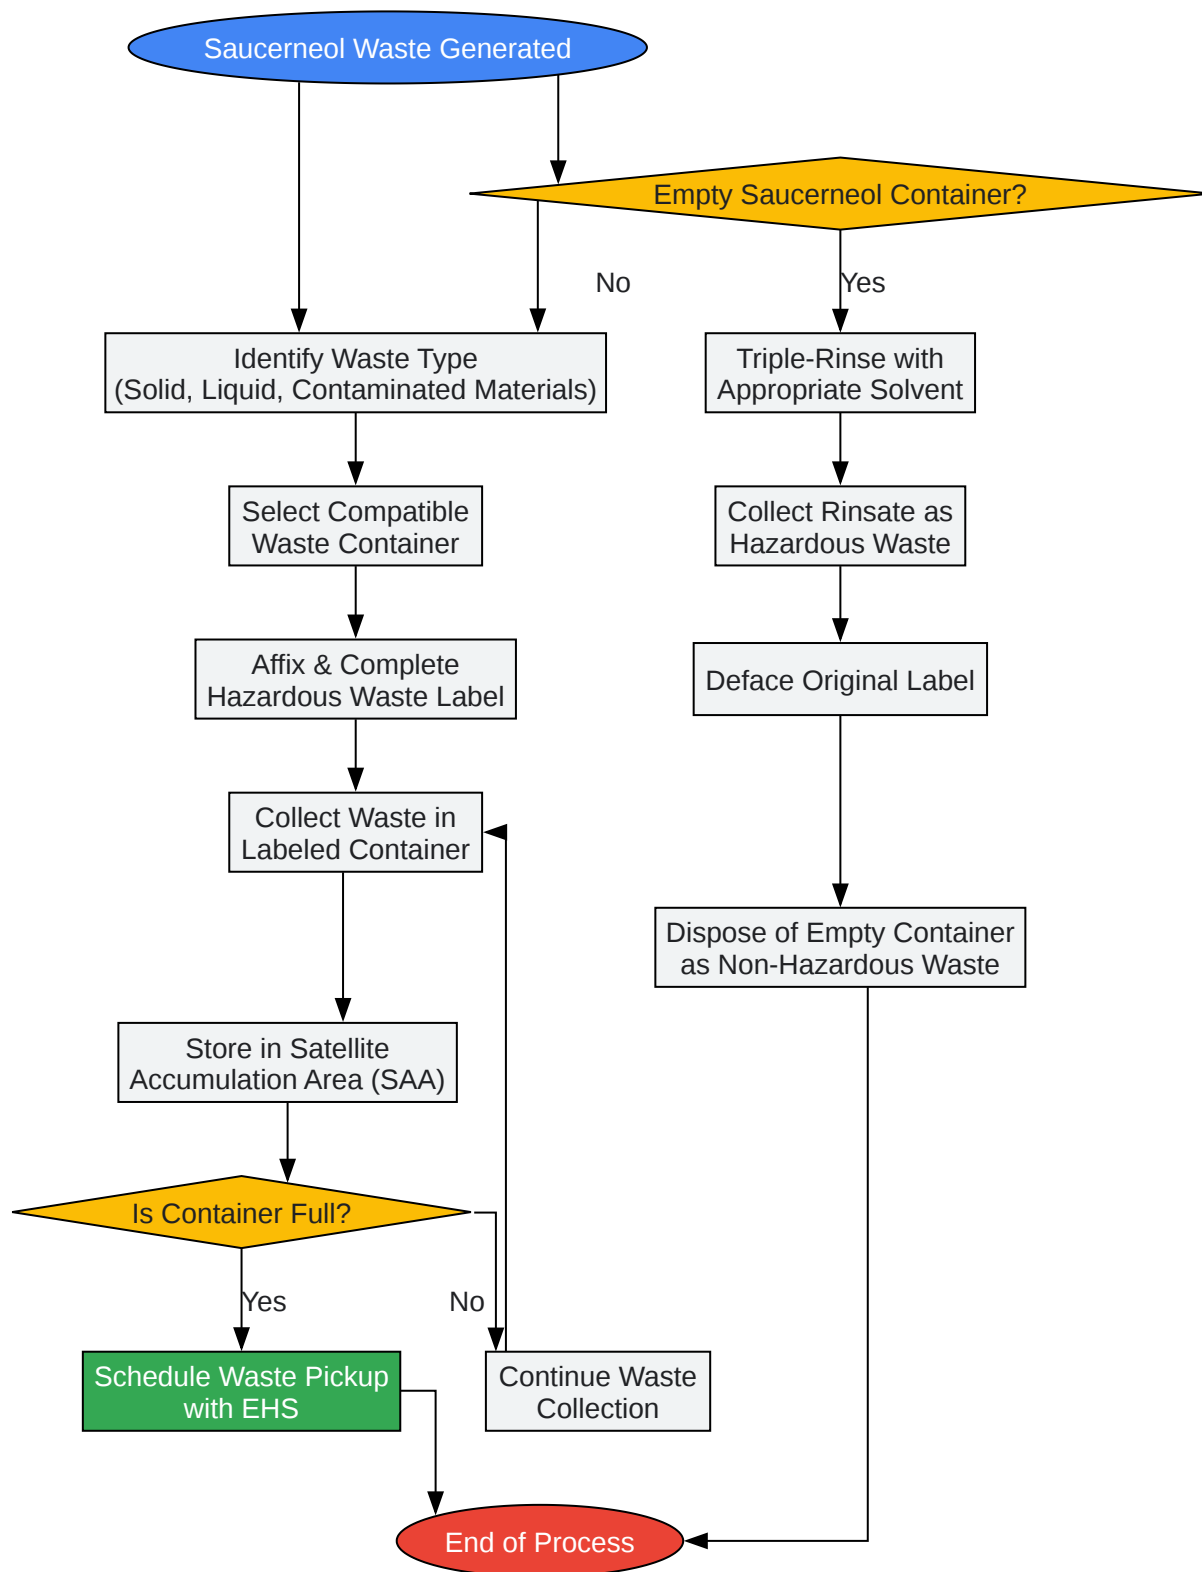 Saucerneol Waste Generated
Empty Saucerneol Container?
No
Yes
Identify Waste Type
(Solid, Liquid, Contaminated Materials)
Triple-Rinse with
Appropriate Solvent
Select Compatible
Waste Container
Collect Rinsate as
Hazardous Waste
Affix & Complete
Hazardous Waste Label
Deface Original Label
Collect Waste in
Labeled Container
Dispose of Empty Container
as Non-Hazardous Waste
Store in Satellite
Accumulation Area (SAA)
Is Container Full?
Yes
No
Schedule Waste Pickup
with EHS
Continue Waste
Collection
End of Process